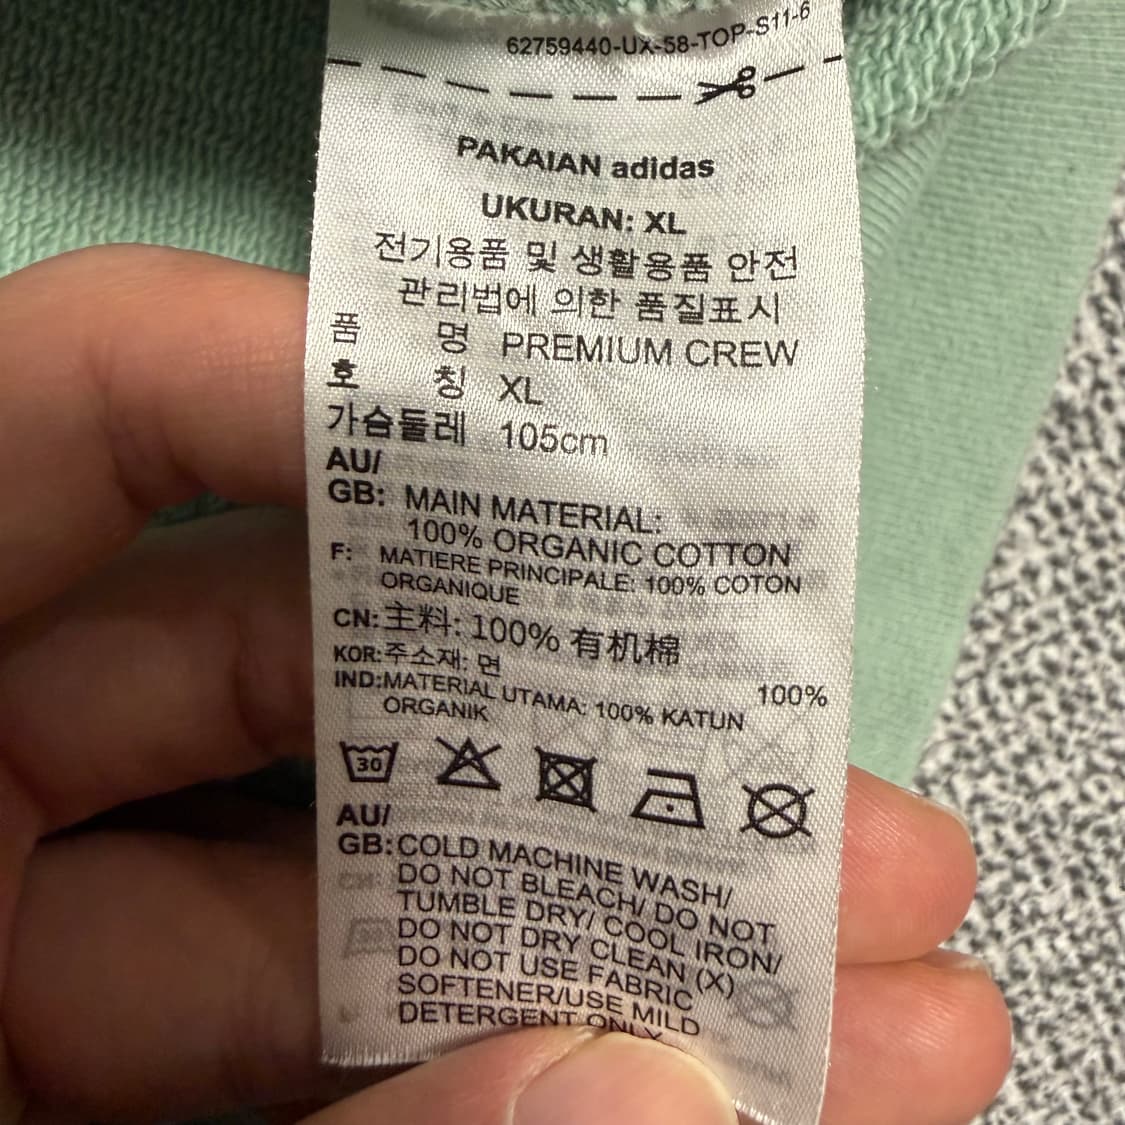 62759440-UX-58-TOP-S11-6
PAKAIAN adidas
UKURAN: XL
전기용품 및 생활용품 안전
관리법에 의한 품질표시
품 명 PREMIUM CREW
호 칭 XL
가슴둘레 105cm
AU/
GB: MAIN MATERIAL:
100% ORGANIC COTTON
F: MATIERE PRINCIPALE: 100% COTON
ORGANIQUE
CN: 主料: 100% 有机棉
KOR: 주소재: 면 100%
IND: MATERIAL UTAMA: 100% KATUN
ORGANIK
30
AU/
GB: COLD MACHINE WASH/
DO NOT BLEACH/ DO NOT
TUMBLE DRY/ COOL IRON/
DO NOT DRY CLEAN (X)
DO NOT USE FABRIC
SOFTENER/USE MILD
DETERGENT ONLY